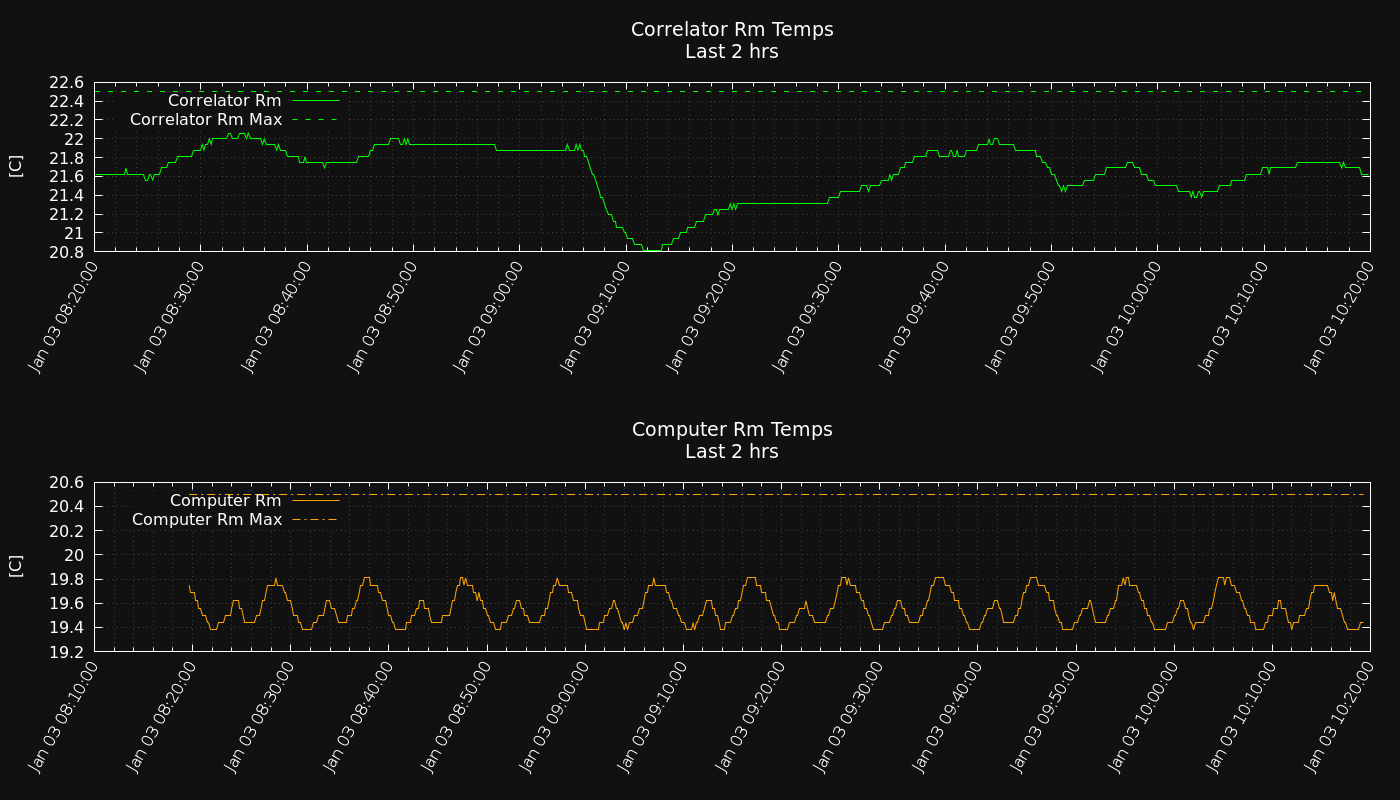 Correlator Rm Temps
Last 2 hrs
22.6
22.4
22.2
22
21.8
21.6
21.4
21.2
21
20.8
[C]
Correlator Rm
Correlator Rm Max
Jan 03 08:20:00
Jan 03 08:30:00
Jan 03 08:40:00
Jan 03 08:50:00
Jan 03 09:00:00
Jan 03 09:10:00
Jan 03 09:20:00
Jan 03 09:30:00
Jan 03 09:40:00
Jan 03 09:50:00
Jan 03 10:00:00
Jan 03 10:10:00
Jan 03 10:20:00
Computer Rm Temps
Last 2 hrs
20.6
20.4
20.2
20
19.8
19.6
19.4
19.2
[C]
Computer Rm
Computer Rm Max
Jan 03 08:10:00
Jan 03 08:20:00
Jan 03 08:30:00
Jan 03 08:40:00
Jan 03 08:50:00
Jan 03 09:00:00
Jan 03 09:10:00
Jan 03 09:20:00
Jan 03 09:30:00
Jan 03 09:40:00
Jan 03 09:50:00
Jan 03 10:00:00
Jan 03 10:10:00
Jan 03 10:20:00